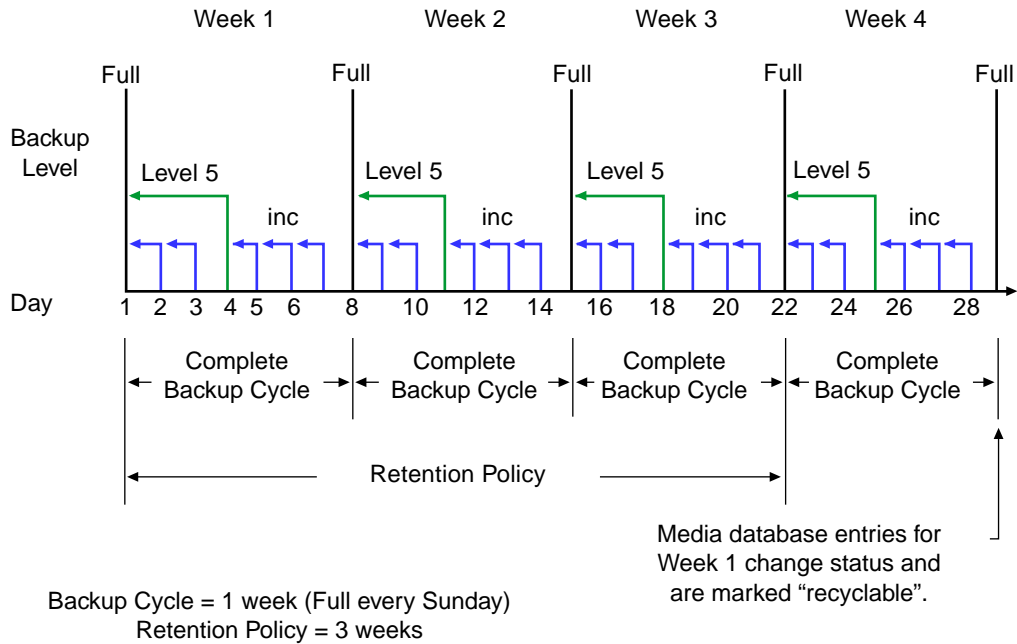 Week 1 Week 2 Week 3 Week 4
Full Full Full Full Full
Backup
Level
Level 5 Level 5 Level 5 Level 5
inc inc inc inc
Day 1 2 3 4 5 6 8 10 12 14 16 18 20 22 24 26 28
Complete Complete Complete Complete
Backup Cycle Backup Cycle Backup Cycle Backup Cycle
Retention Policy
Media database entries for
Week 1 change status and
are marked “recyclable”.
Backup Cycle = 1 week (Full every Sunday)
Retention Policy = 3 weeks